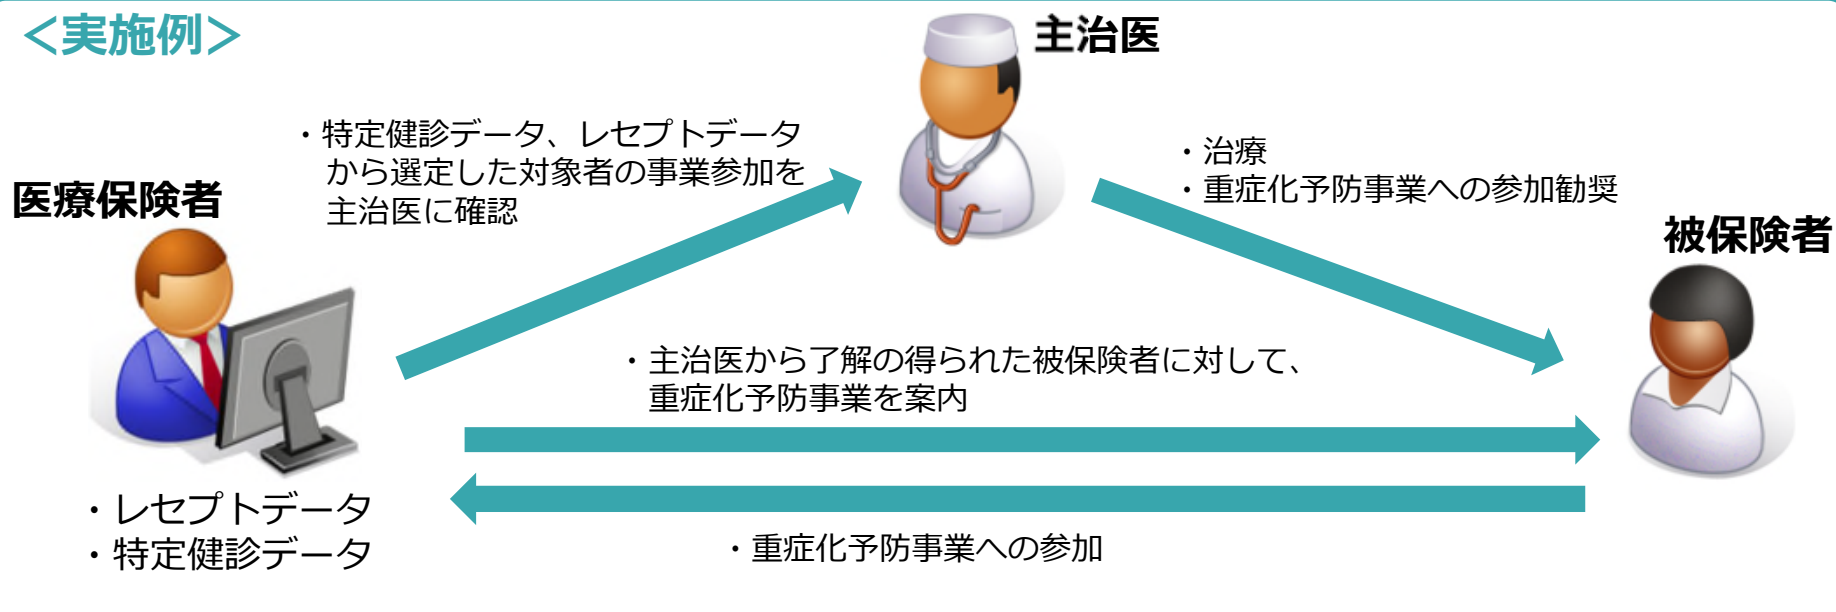 ＜実施例＞
主治医
・特定健診データ、レセプトデータ
から選定した対象者の事業参加を
主治医に確認
・治療
・重症化予防事業への参加勧奨
医療保険者
被保険者
・主治医から了解の得られた被保険者に対して、
重症化予防事業を案内
・レセプトデータ
・特定健診データ
・重症化予防事業への参加